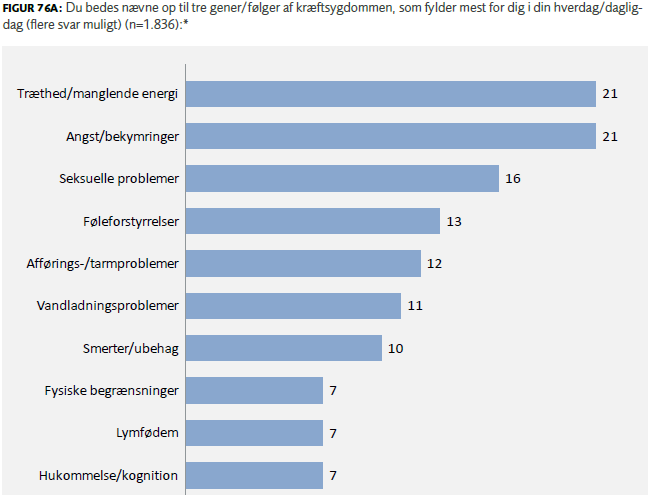 FIGUR 76A: Du bedes nævne op til tre gener/følger af kræftsygdommen, som fylder mest for dig i din hverdag/daglig-
dag (flere svar muligt) (n=1.836):*
Træthed/manglende energi 21
Angst/bekymringer 21
Seksuelle problemer 16
Føleforstyrrelser 13
Afførings-/tarmproblemer 12
Vandladningsproblemer 11
Smerter/ubehag 10
Fysiske begrænsninger 7
Lymfødem 7
Hukommelse/kognition 7